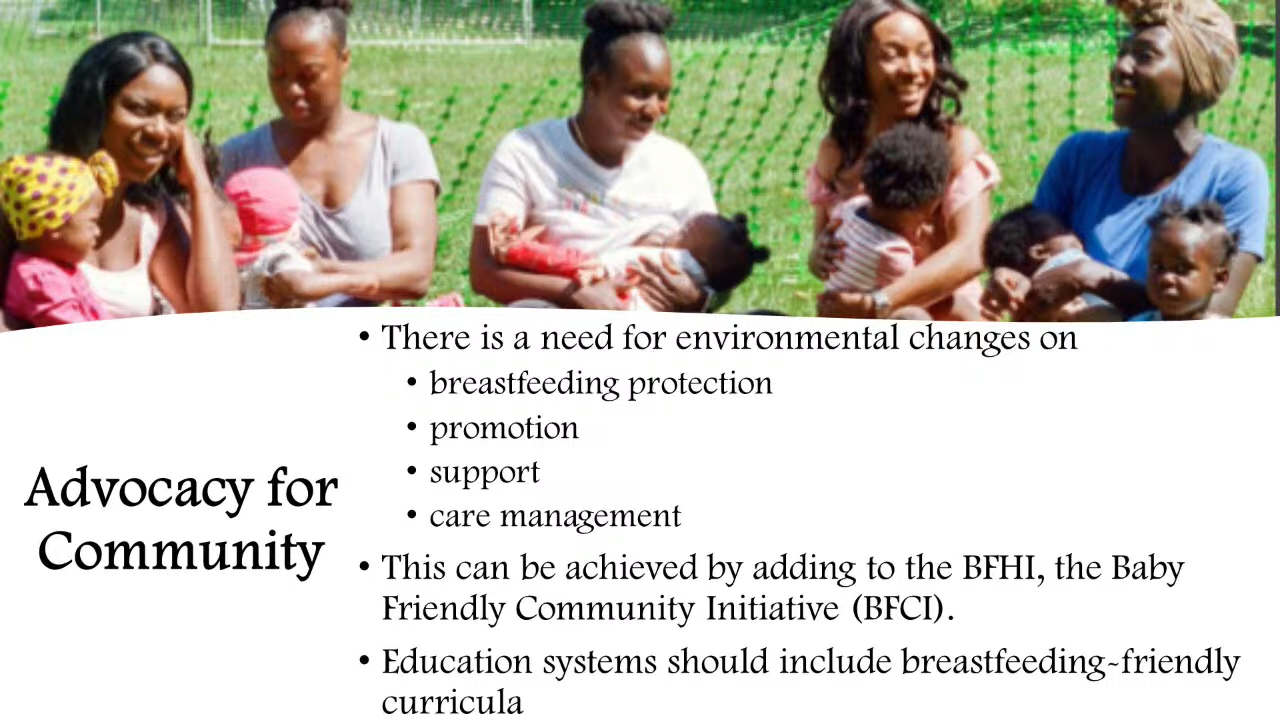 Advocacy for
Community
• There is a need for environmental changes on
• breastfeeding protection
• promotion
• support
• care management
• This can be achieved by adding to the BFHI, the Baby
Friendly Community Initiative (BFCI).
• Education systems should include breastfeeding-friendly
curricula